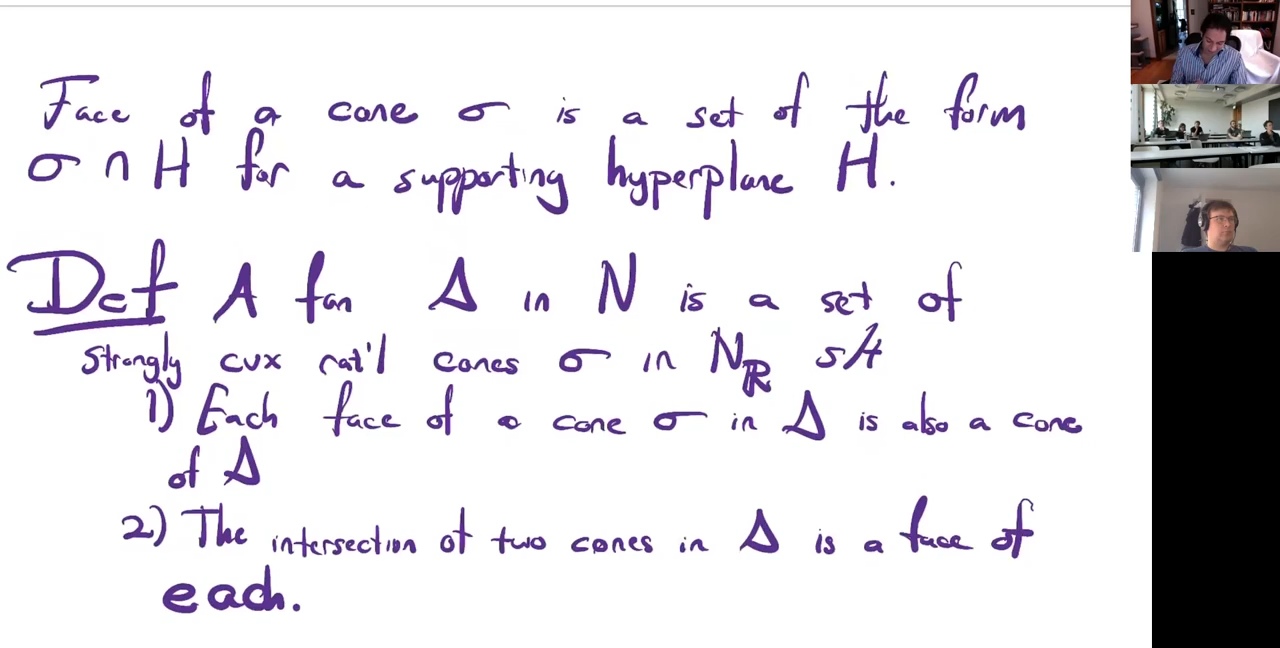 Face of a cone σ is a set of the form
σ ∩ H for a supporting hyperplane H.
Def A fan Δ in N is a set of
strongly cvx rat'l cones σ in N_ℝ s/t
1) Each face of a cone σ in Δ is also a cone
of Δ
2) The intersection of two cones in Δ is a face of
each.